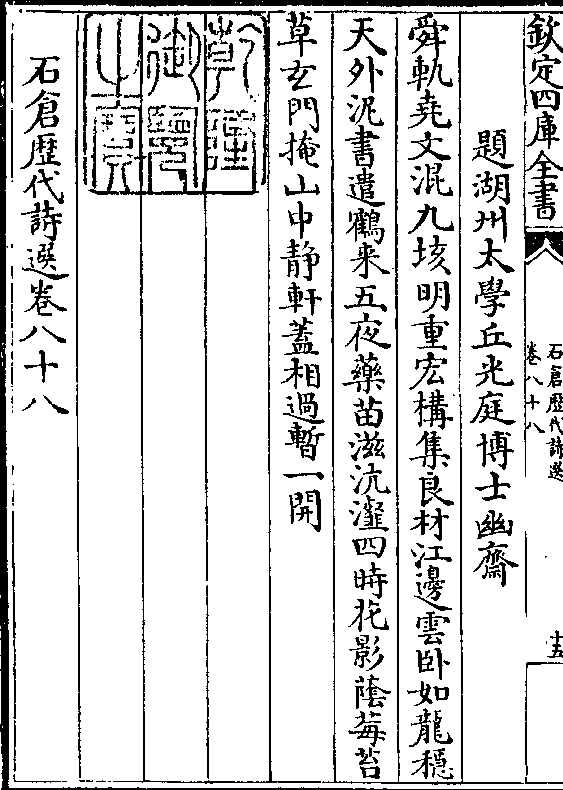 欽定四庫全書
石倉歴代詩選
卷八十八
十五
題湖州太學丘光庭博士幽齋
舜軌堯文混九垓明重宏構集良材江邊雲卧如龍穩
天外泥書遣鶴来五夜藥苗滋沆瀣四時花影蔭莓苔
草玄門掩山中静軒蓋相過暫一開
乾隆
御覽
之寶
石倉歴代詩選卷八十八